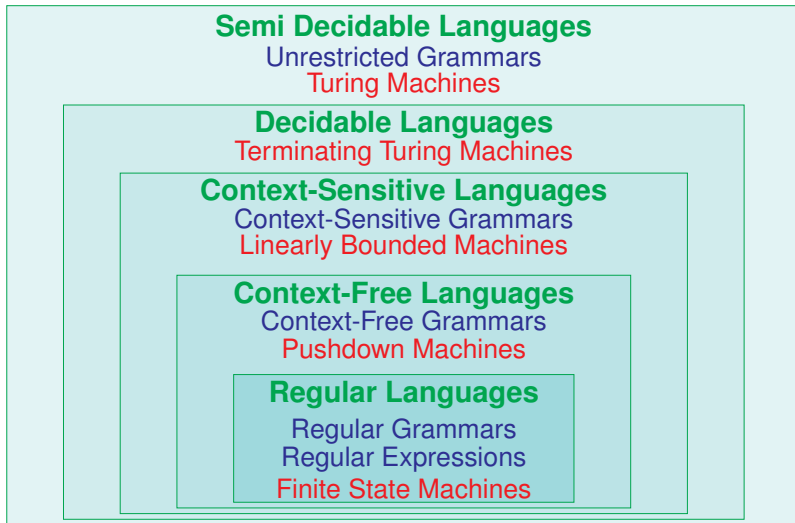 Semi Decidable Languages
Unrestricted Grammars
Turing Machines
Decidable Languages
Terminating Turing Machines
Context-Sensitive Languages
Context-Sensitive Grammars
Linearly Bounded Machines
Context-Free Languages
Context-Free Grammars
Pushdown Machines
Regular Languages
Regular Grammars
Regular Expressions
Finite State Machines